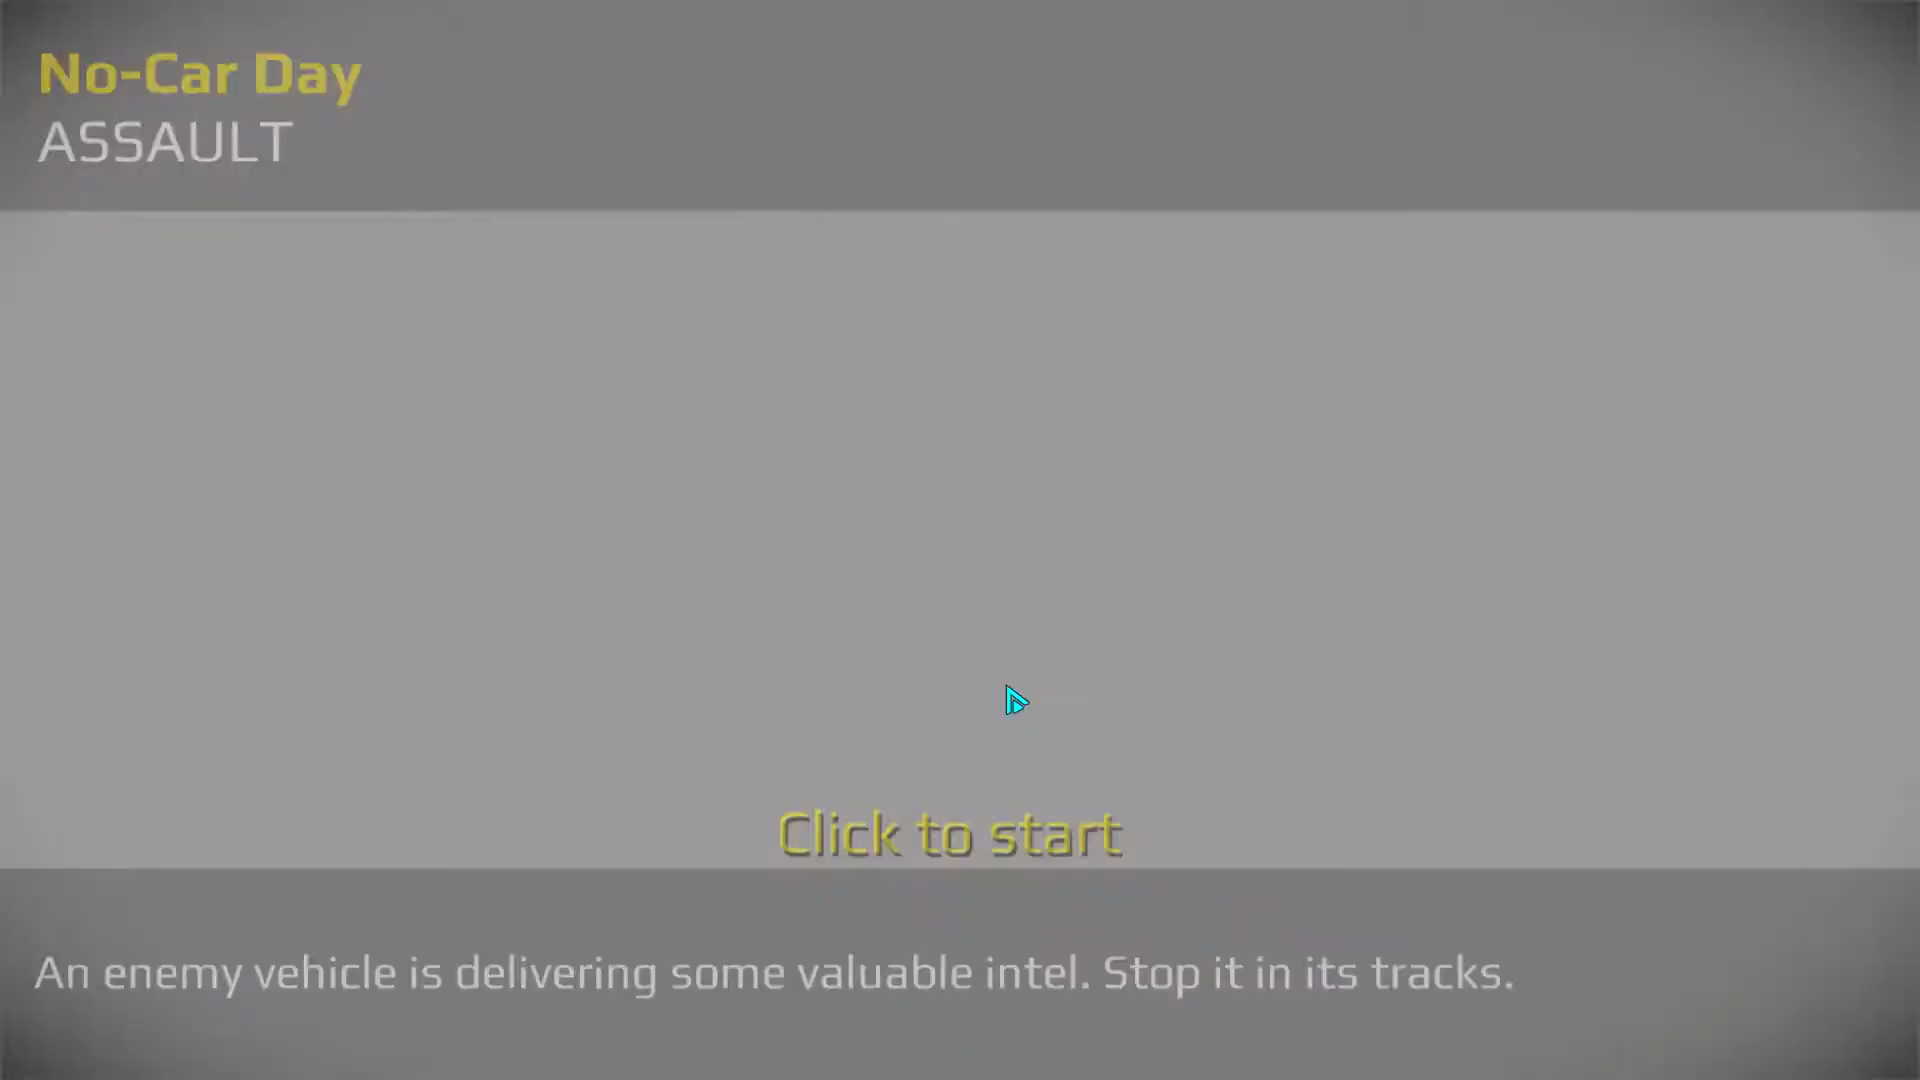 No-Car Day
ASSAULT
Click to start
An enemy vehicle is delivering some valuable intel. Stop it in its tracks.